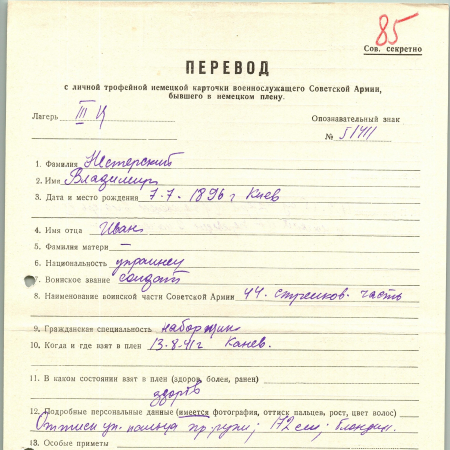 85
Сов. секретно
ПЕРЕВОД
с личной трофейной немецкой карточки военнослужащего Советской Армии,
бывшего в немецком плену.
Лагерь III Ц
Опознавательный знак
№ 51411
1. Фамилия Нестерский
2. Имя Владимир
3. Дата и место рождения 7.7. 1896 г Киев
4. Имя отца Иван
5. Фамилия матери —
6. Национальность украинец
7. Воинское звание солдат
8. Наименование воинской части Советской Армии 44. стрелков. часть
9. Гражданская специальность наборщик
10. Когда и где взят в плен 13.8.41 г Канев.
11. В каком состоянии взят в плен (здоров, болен, ранен)
здоров
12. Подробные персональные данные (имеется фотография, оттиск пальцев, рост, цвет волос)
Оттиск ук. пальца пр. руки; 172 см; блондин.
13. Особые приметы